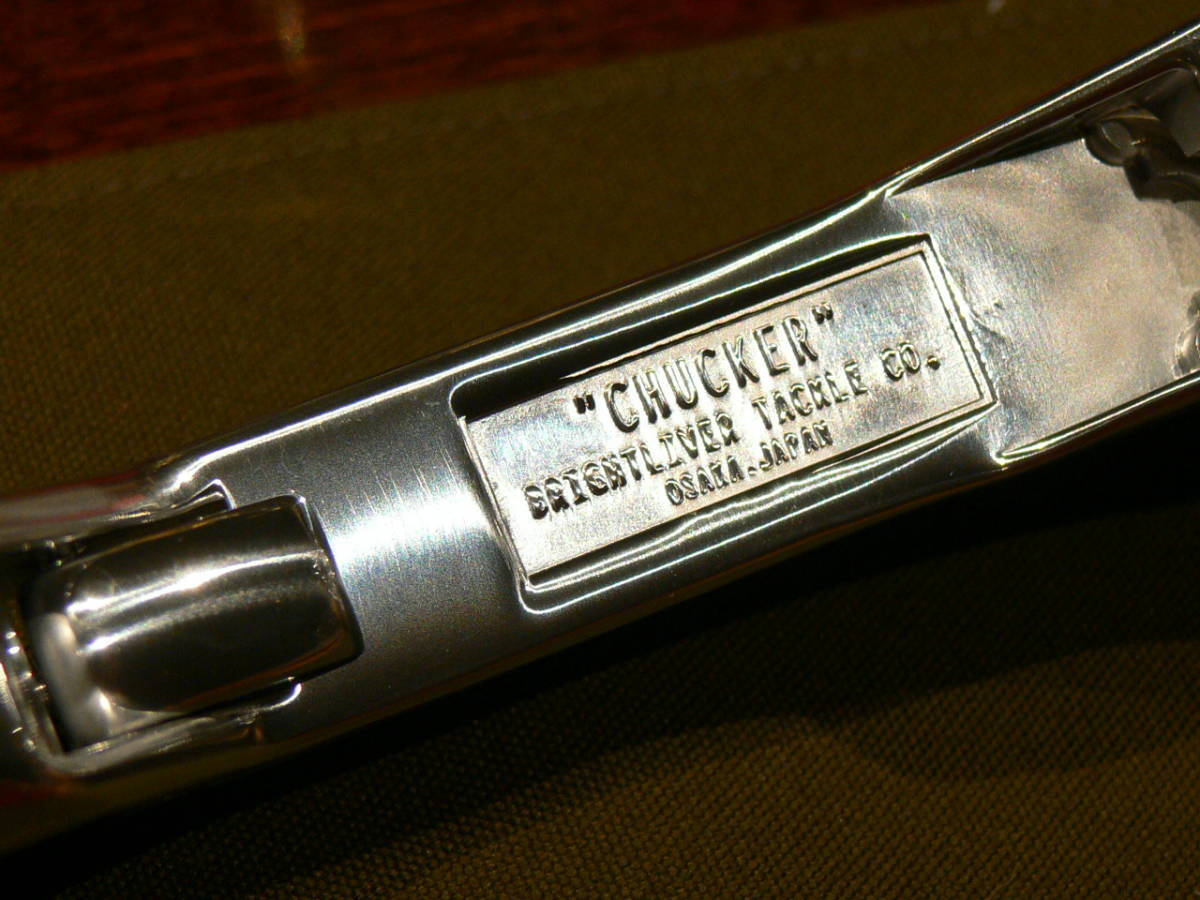 "CHUCKER"
BRIGHTLIVER TACKLE CO.
OSAKA.JAPAN